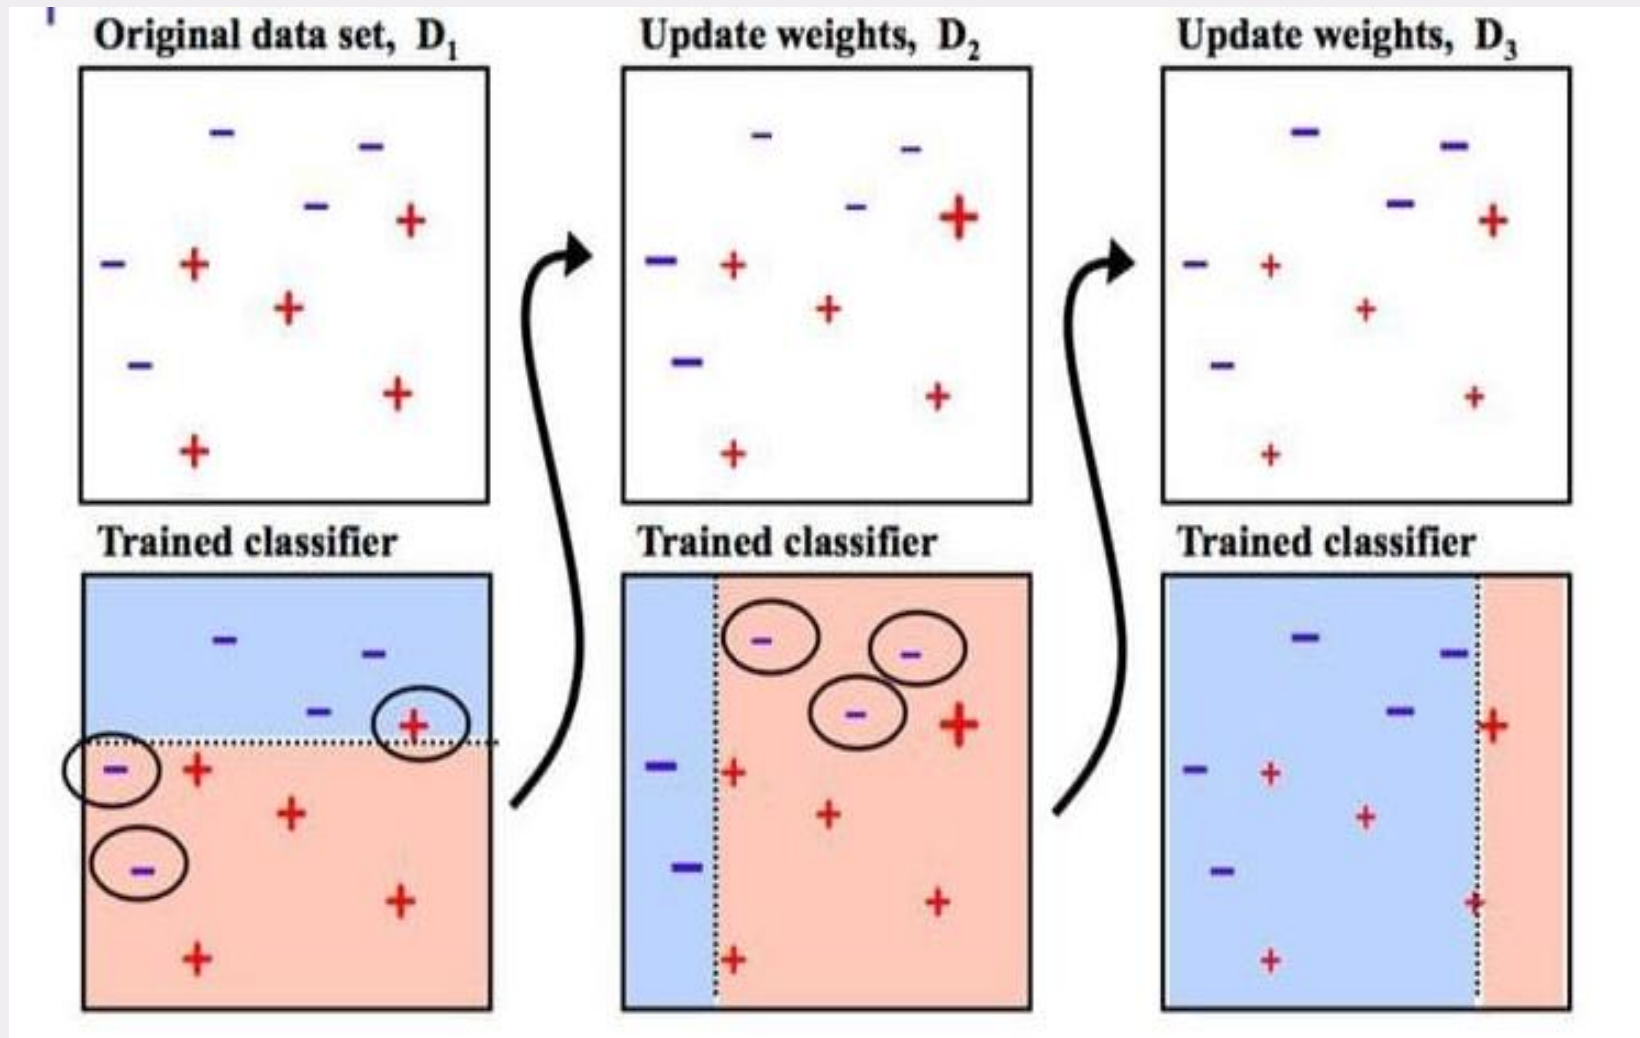 Original data set, D₁
Update weights, D₂
Update weights, D₃
Trained classifier
Trained classifier
Trained classifier